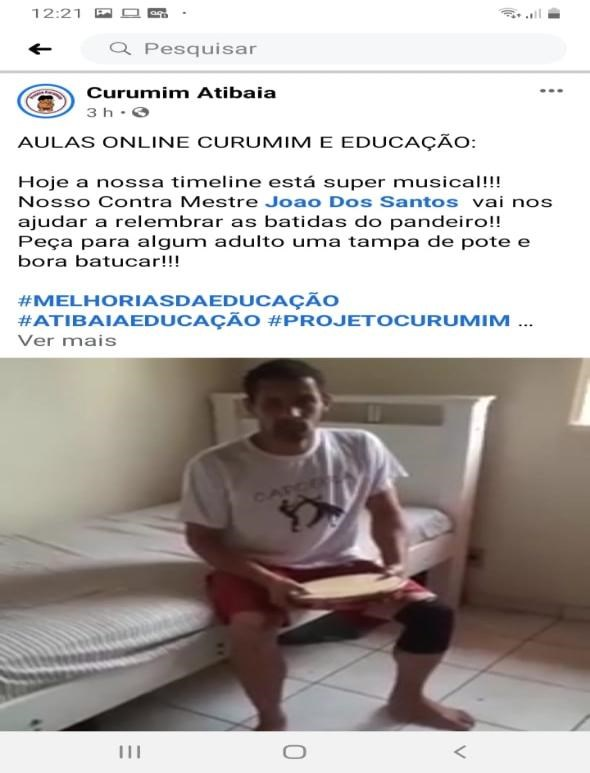 12:21
Pesquisar
Curumim Atibaia
3 h
AULAS ONLINE CURUMIM E EDUCAÇÃO:
Hoje a nossa timeline está super musical!!!
Nosso Contra Mestre Joao Dos Santos vai nos
ajudar a relembrar as batidas do pandeiro!!
Peça para algum adulto uma tampa de pote e
bora batucar!!!
#MELHORIASDAEDUCAÇÃO
#ATIBAIAEDUCAÇÃO #PROJETOCURUMIM ...
Ver mais
CAPOEIRA